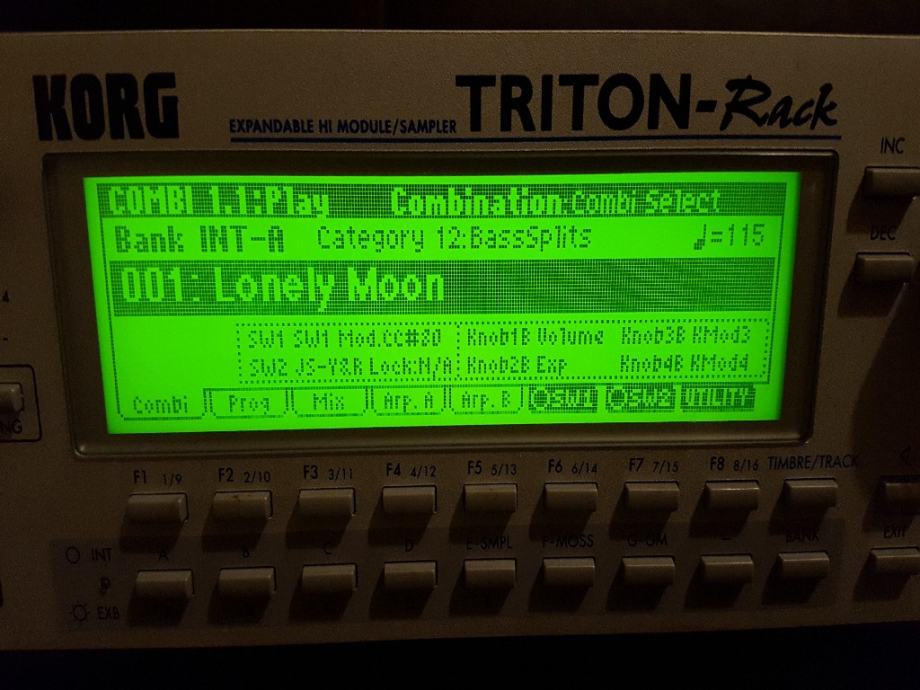 KORG
TRITON-Rack
EXPANDABLE HI MODULE/SAMPLER
INC
DEC
COMBI 1.1:Play Combination:Combi Select
Bank INT-A Category 12:BassSplits ♩=115
001: Lonely Moon
SW1 SW1 Mod.CC#80 Knob1B Volume Knob3B KMod3
SW2 JS-Y&R Lock:N/A Knob2B Exp Knob4B KMod4
Combi Prog Mix Arp. A Arp. B SW1 SW2 UTILITY
4
NG
F1 1/9 F2 2/10 F3 3/11 F4 4/12 F5 5/13 F6 6/14 F7 7/15 F8 8/16 TIMBRE/TRACK
INT A B C D E-SMPL F-MOSS G-GM – BANK EXIT
EXB